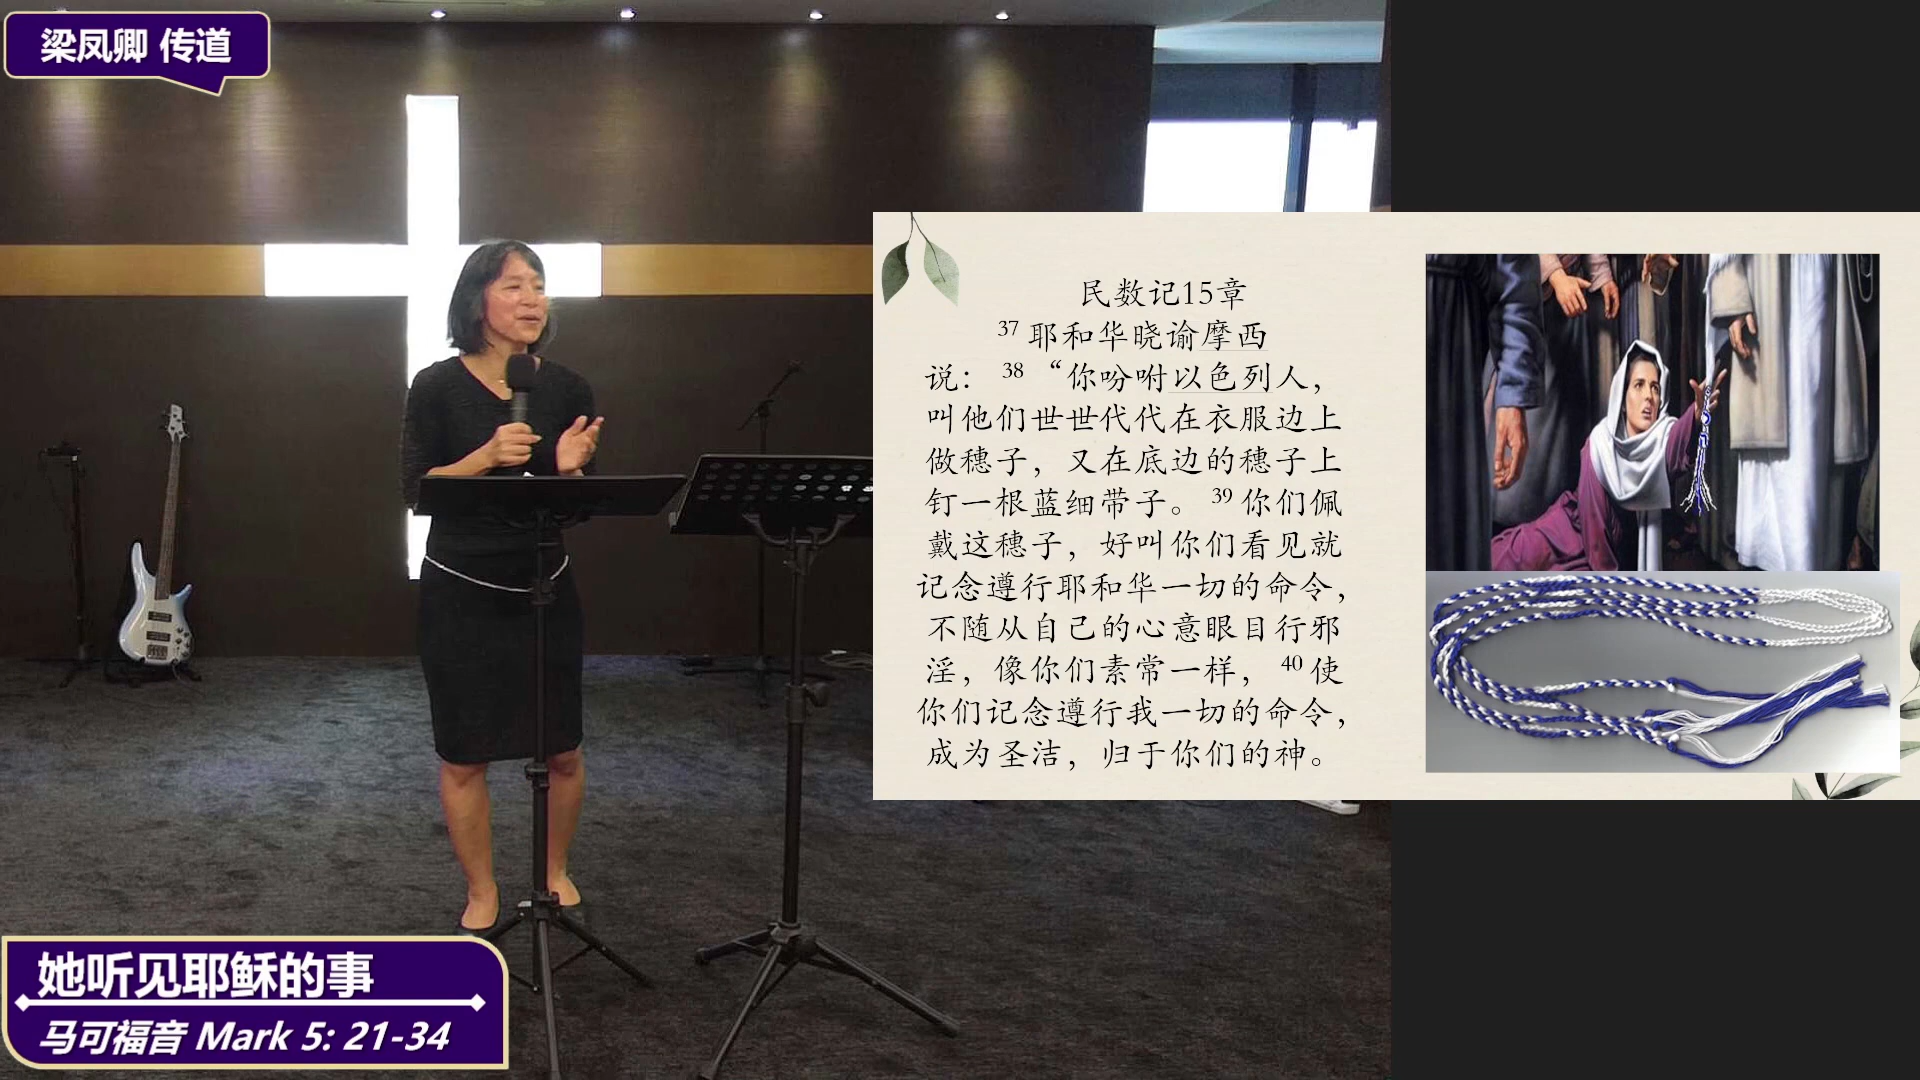 梁凤卿 传道
民数记15章
37 耶和华晓谕摩西
说： 38 “你吩咐以色列人，
叫他们世世代代在衣服边上
做穗子，又在底边的穗子上
钉一根蓝细带子。 39 你们佩
戴这穗子，好叫你们看见就
记念遵行耶和华一切的命令，
不随从自己的心意眼目行邪
淫，像你们素常一样， 40 使
你们记念遵行我一切的命令，
成为圣洁，归于你们的神。
她听见耶稣的事
马可福音 Mark 5: 21-34